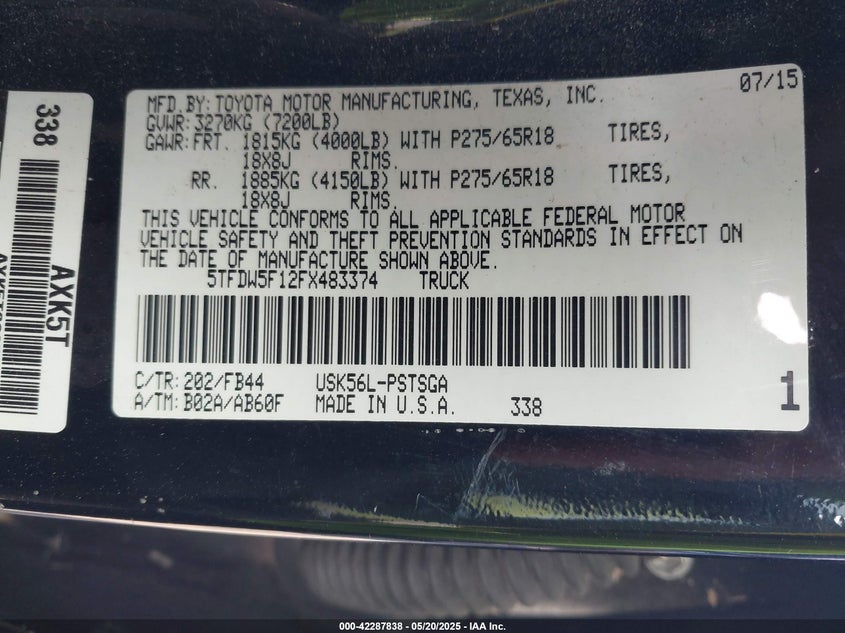 07/15
MFD.BY:TOYOTA MOTOR MANUFACTURING, TEXAS, INC.
GVWR:3270KG (7200LB)
GAWR:FRT. 1815KG (4000LB) WITH P275/65R18 TIRES,
18X8J RIMS.
RR. 1885KG (4150LB) WITH P275/65R18 TIRES,
18X8J RIMS.
THIS VEHICLE CONFORMS TO ALL APPLICABLE FEDERAL MOTOR
VEHICLE SAFETY AND THEFT PREVENTION STANDARDS IN EFFECT ON
THE DATE OF MANUFACTURE SHOWN ABOVE.
5TFDW5F12FX483374 TRUCK
C/TR:202/FB44 USK56L-PSTSGA
A/TM:B02A/AB60F MADE IN U.S.A. 338
1
338
AXK5T
000-42287838 - 05/20/2025 - IAA Inc.